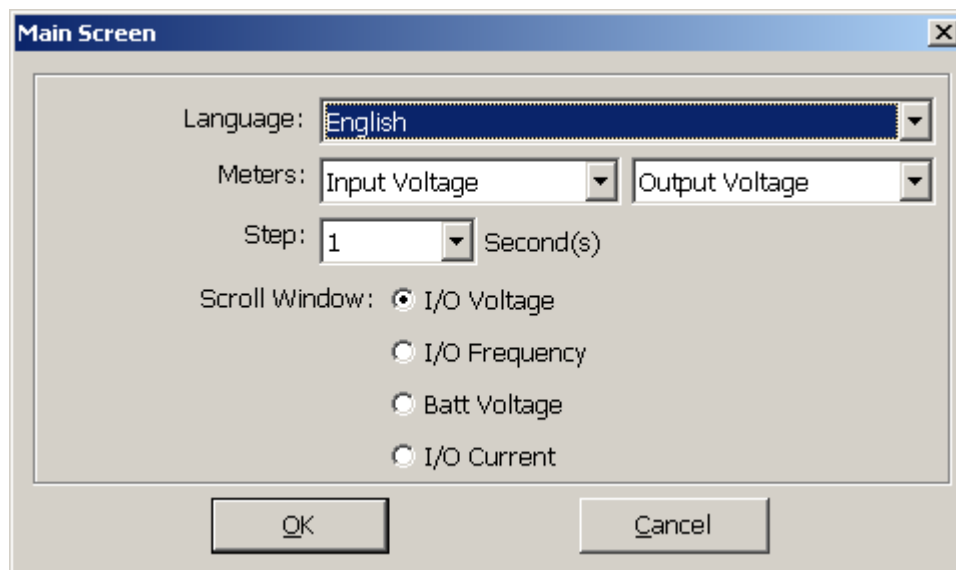 Main Screen
Language: English
Meters: Input Voltage Output Voltage
Step: 1 Second(s)
Scroll Window: I/O Voltage
I/O Frequency
Batt Voltage
I/O Current
OK Cancel